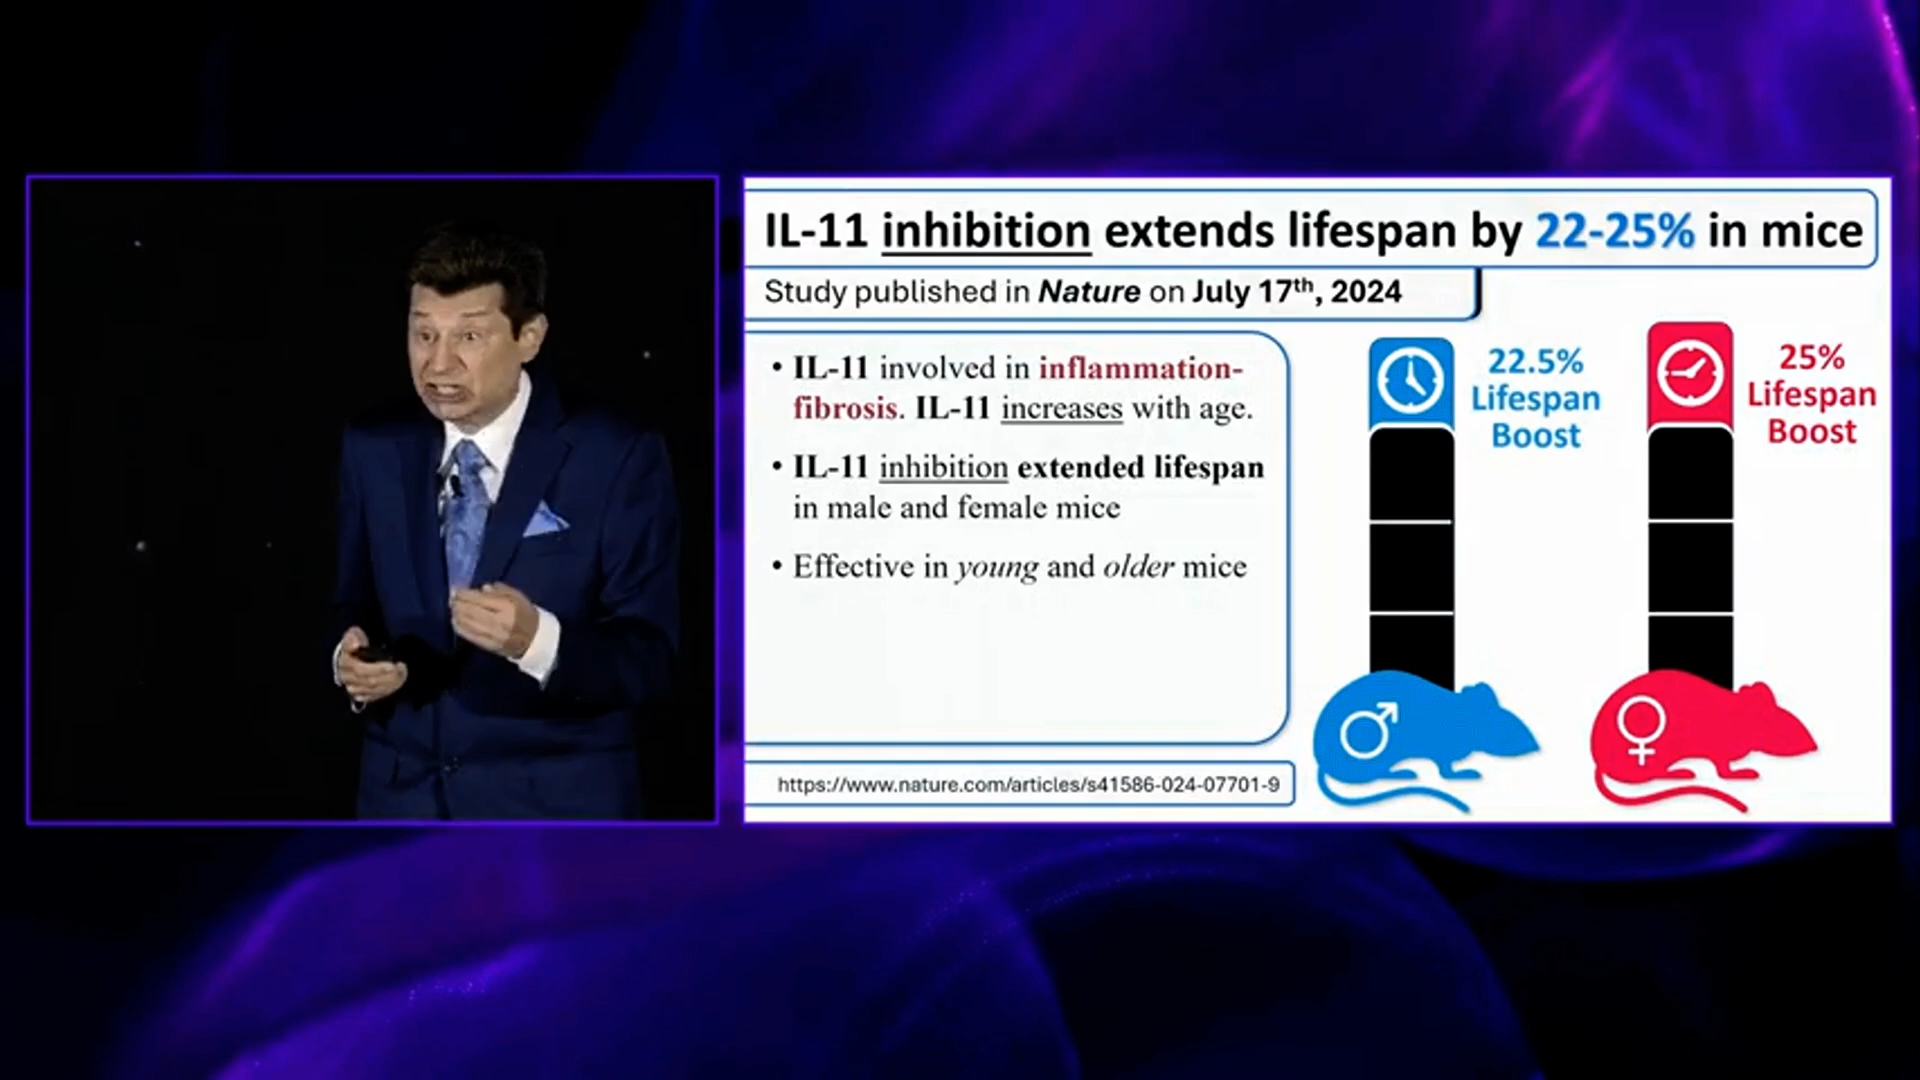 IL-11 inhibition extends lifespan by 22-25% in mice
Study published in Nature on July 17th, 2024
• IL-11 involved in inflammation-
fibrosis. IL-11 increases with age.
• IL-11 inhibition extended lifespan
in male and female mice
• Effective in young and older mice
https://www.nature.com/articles/s41586-024-07701-9
22.5%
Lifespan
Boost
25%
Lifespan
Boost